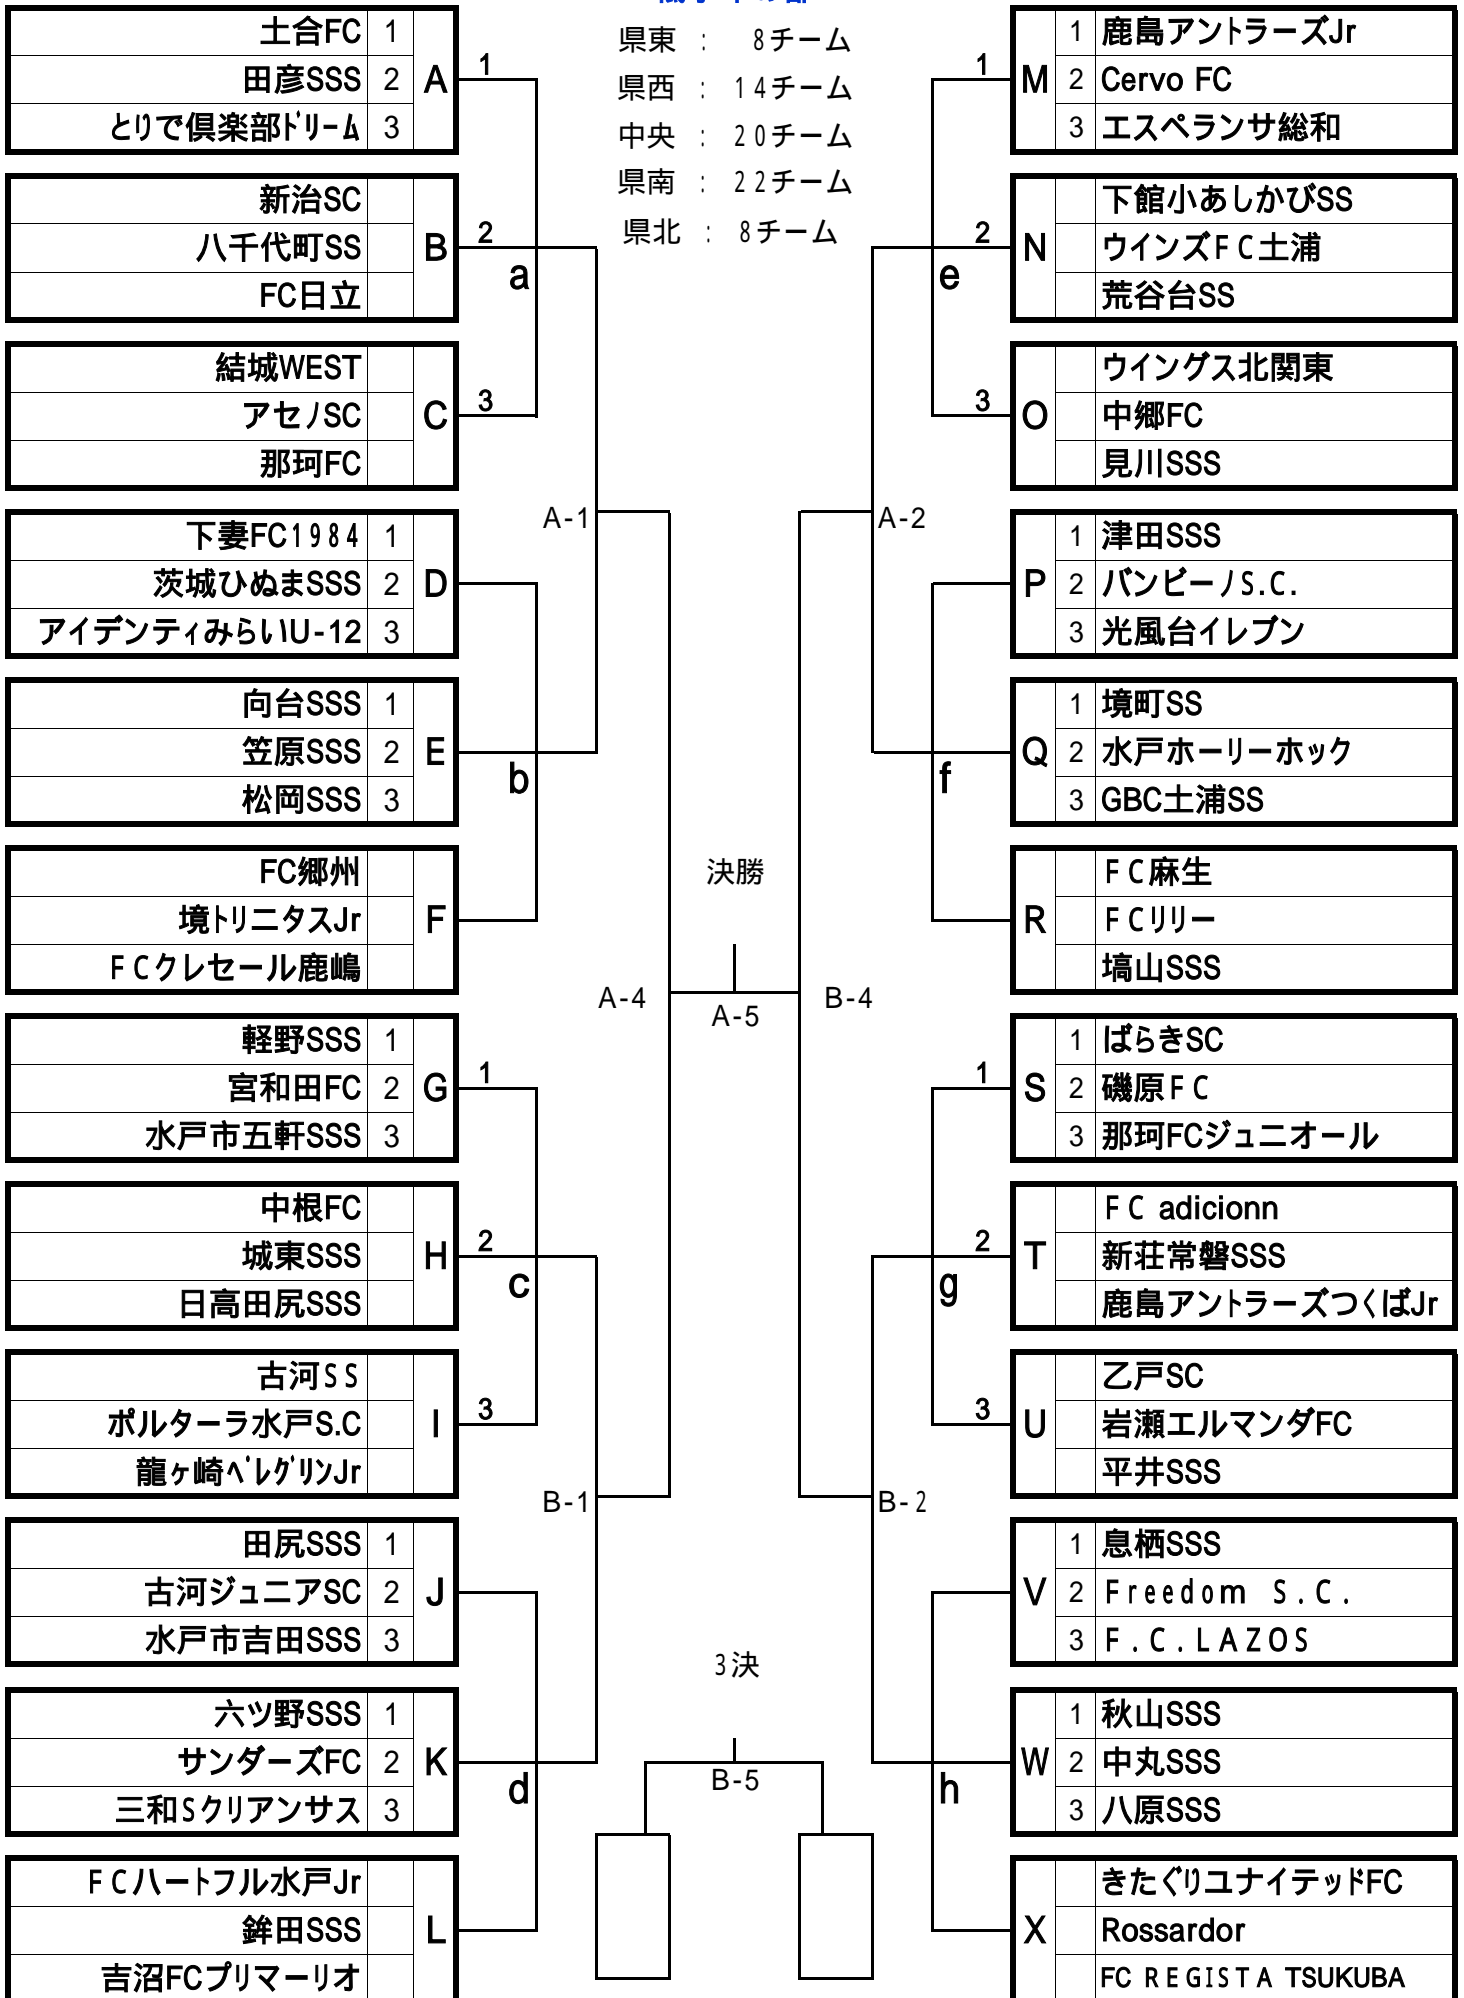 県東 : 8チーム
県西 : 14チーム
中央 : 20チーム
県南 : 22チーム
県北 : 8チーム
土合FC 1
田彦SSS 2 A 1
とりで倶楽部ドリーム 3
新治SC
八千代町SS B 2
FC日立
a
結城WEST
アセノSC C 3
那珂FC
A-1
下妻FC1984 1
茨城ひぬまSSS 2 D
アイデンティみらいU-12 3
向台SSS 1
笠原SSS 2 E
松岡SSS 3
b
FC郷州
境トリニタスJr F
FCクレセール鹿嶋
A-4
軽野SSS 1
宮和田FC 2 G 1
水戸市五軒SSS 3
中根FC
城東SSS H 2
日高田尻SSS
c
古河SS
ポルターラ水戸S.C I 3
龍ヶ崎ペレグリンJr
B-1
田尻SSS 1
古河ジュニアSC 2 J
水戸市吉田SSS 3
六ツ野SSS 1
サンダーズFC 2 K
三和Sクリアンサス 3
d
FCハートフル水戸Jr
鉾田SSS L
吉沼FCプリマーリオ
決勝
A-5
3決
B-5
1 鹿島アントラーズJr
1 M 2 Cervo FC
3 エスペランサ総和
下館小あしかびSS
2 N ウインズFC土浦
荒谷台SS
e
ウイングス北関東
3 O 中郷FC
見川SSS
A-2
1 津田SSS
P 2 バンビーノS.C.
3 光風台イレブン
1 境町SS
Q 2 水戸ホーリーホック
3 GBC土浦SS
f
FC麻生
R FCリリー
塙山SSS
B-4
1 ばらきSC
1 S 2 磯原FC
3 那珂FCジュニオール
FC adicionn
2 T 新荘常磐SSS
鹿島アントラーズつくばJr
g
乙戸SC
3 U 岩瀬エルマンダFC
平井SSS
B-2
1 息栖SSS
V 2 Freedom S.C.
3 F.C.LAZOS
1 秋山SSS
W 2 中丸SSS
3 八原SSS
h
きたぐりユナイテッドFC
X Rossardor
FC REGISTA TSUKUBA